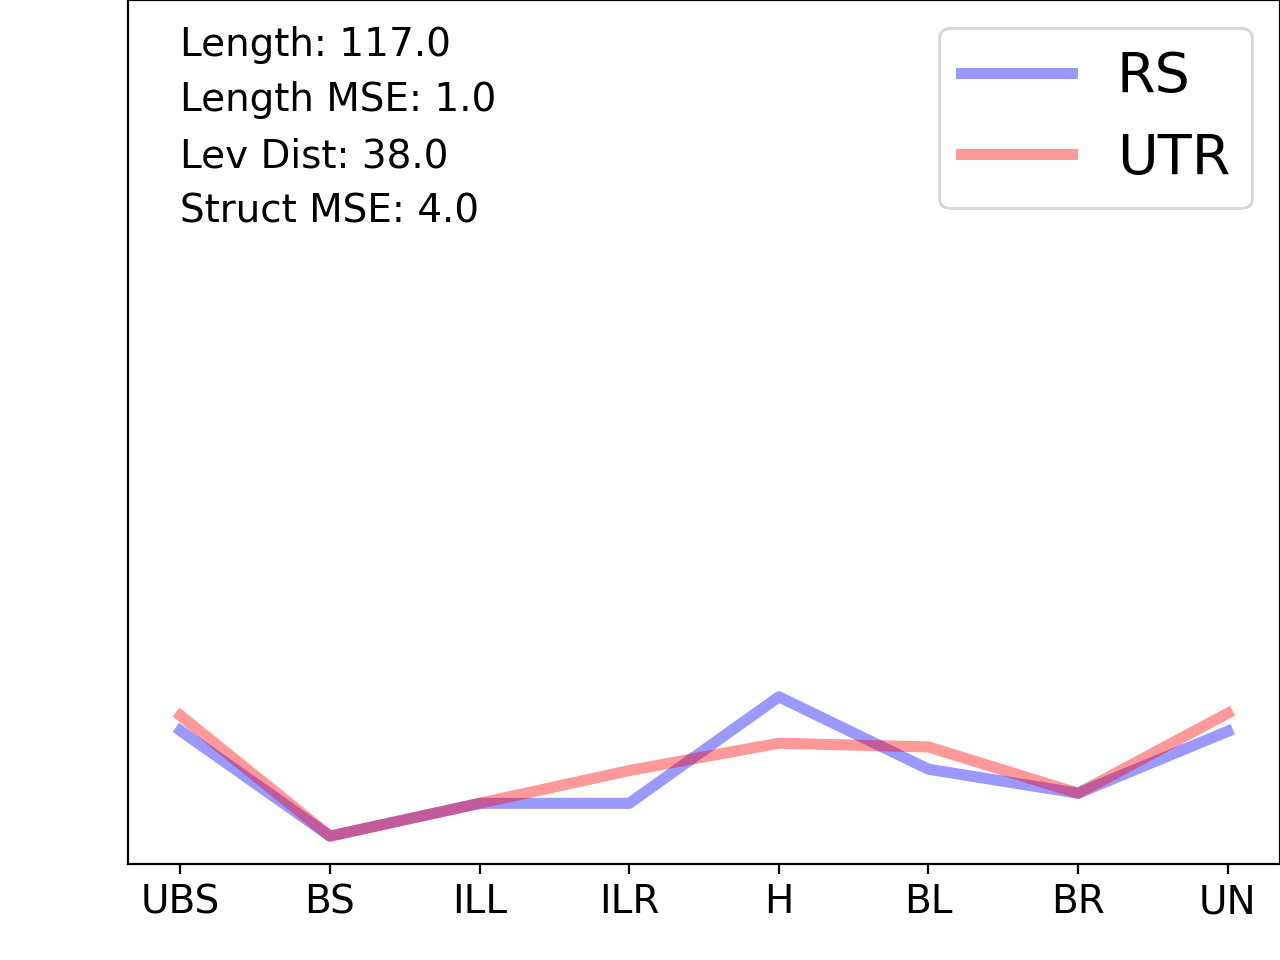 Length: 117.0
Length MSE: 1.0
Lev Dist: 38.0
Struct MSE: 4.0
RS
UTR
UBS BS ILL ILR H BL BR UN